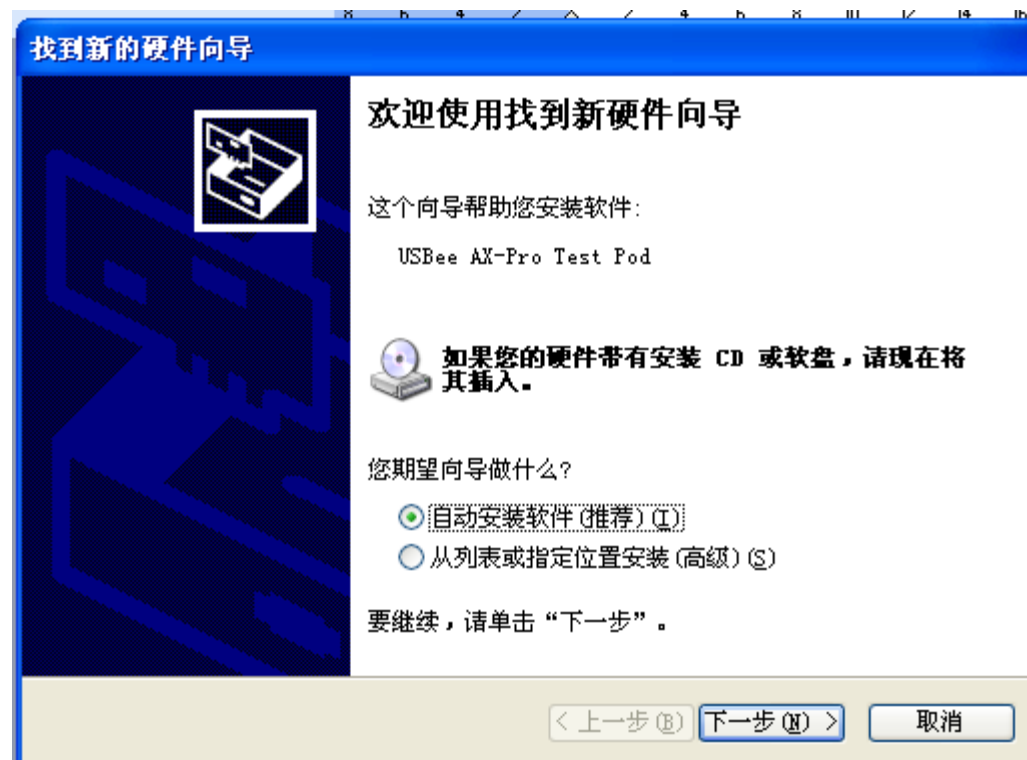 找到新的硬件向导
欢迎使用找到新硬件向导
这个向导帮助您安装软件:
USBee AX-Pro Test Pod
如果您的硬件带有安装 CD 或软盘，请现在将
其插入。
您期望向导做什么?
自动安装软件(推荐)(I)
从列表或指定位置安装(高级)(S)
要继续，请单击“下一步”。
< 上一步(B)
下一步(N) >
取消